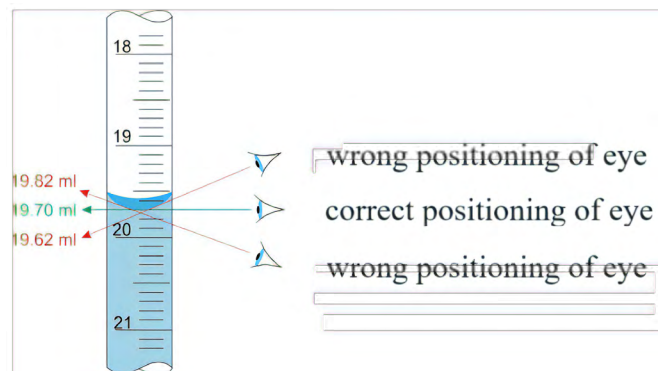 18
19
wrong positioning of eye
19.82 ml
19.70 ml
correct positioning of eye
19.62 ml
20
wrong positioning of eye
21